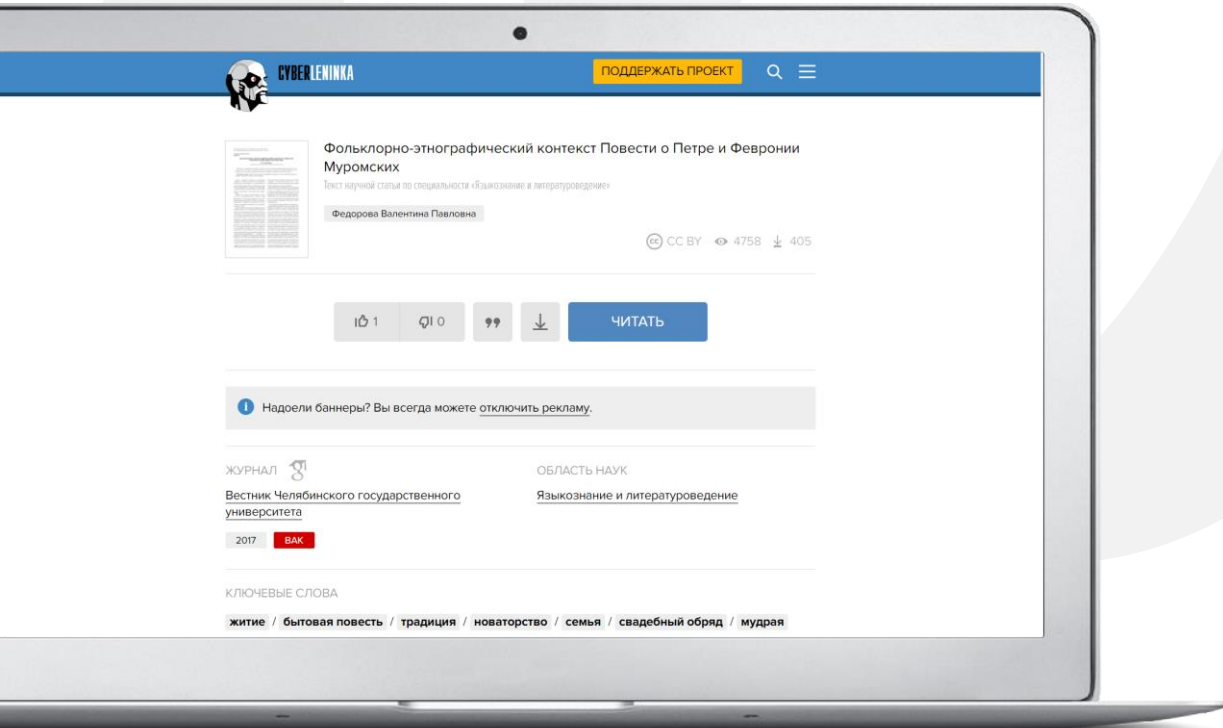 CYBERLENINKA
ПОДДЕРЖАТЬ ПРОЕКТ
Фольклорно-этнографический контекст Повести о Петре и Февронии
Муромских
Текст научной статьи по специальности «Языкознание и литературоведение»
Федорова Валентина Павловна
cc CC BY 4758 405
1 0 ЧИТАТЬ
Надоели баннеры? Вы всегда можете отключить рекламу.
ЖУРНАЛ
Вестник Челябинского государственного
университета
2017 ВАК
ОБЛАСТЬ НАУК
Языкознание и литературоведение
КЛЮЧЕВЫЕ СЛОВА
житие / бытовая повесть / традиция / новаторство / семья / свадебный обряд / мудрая